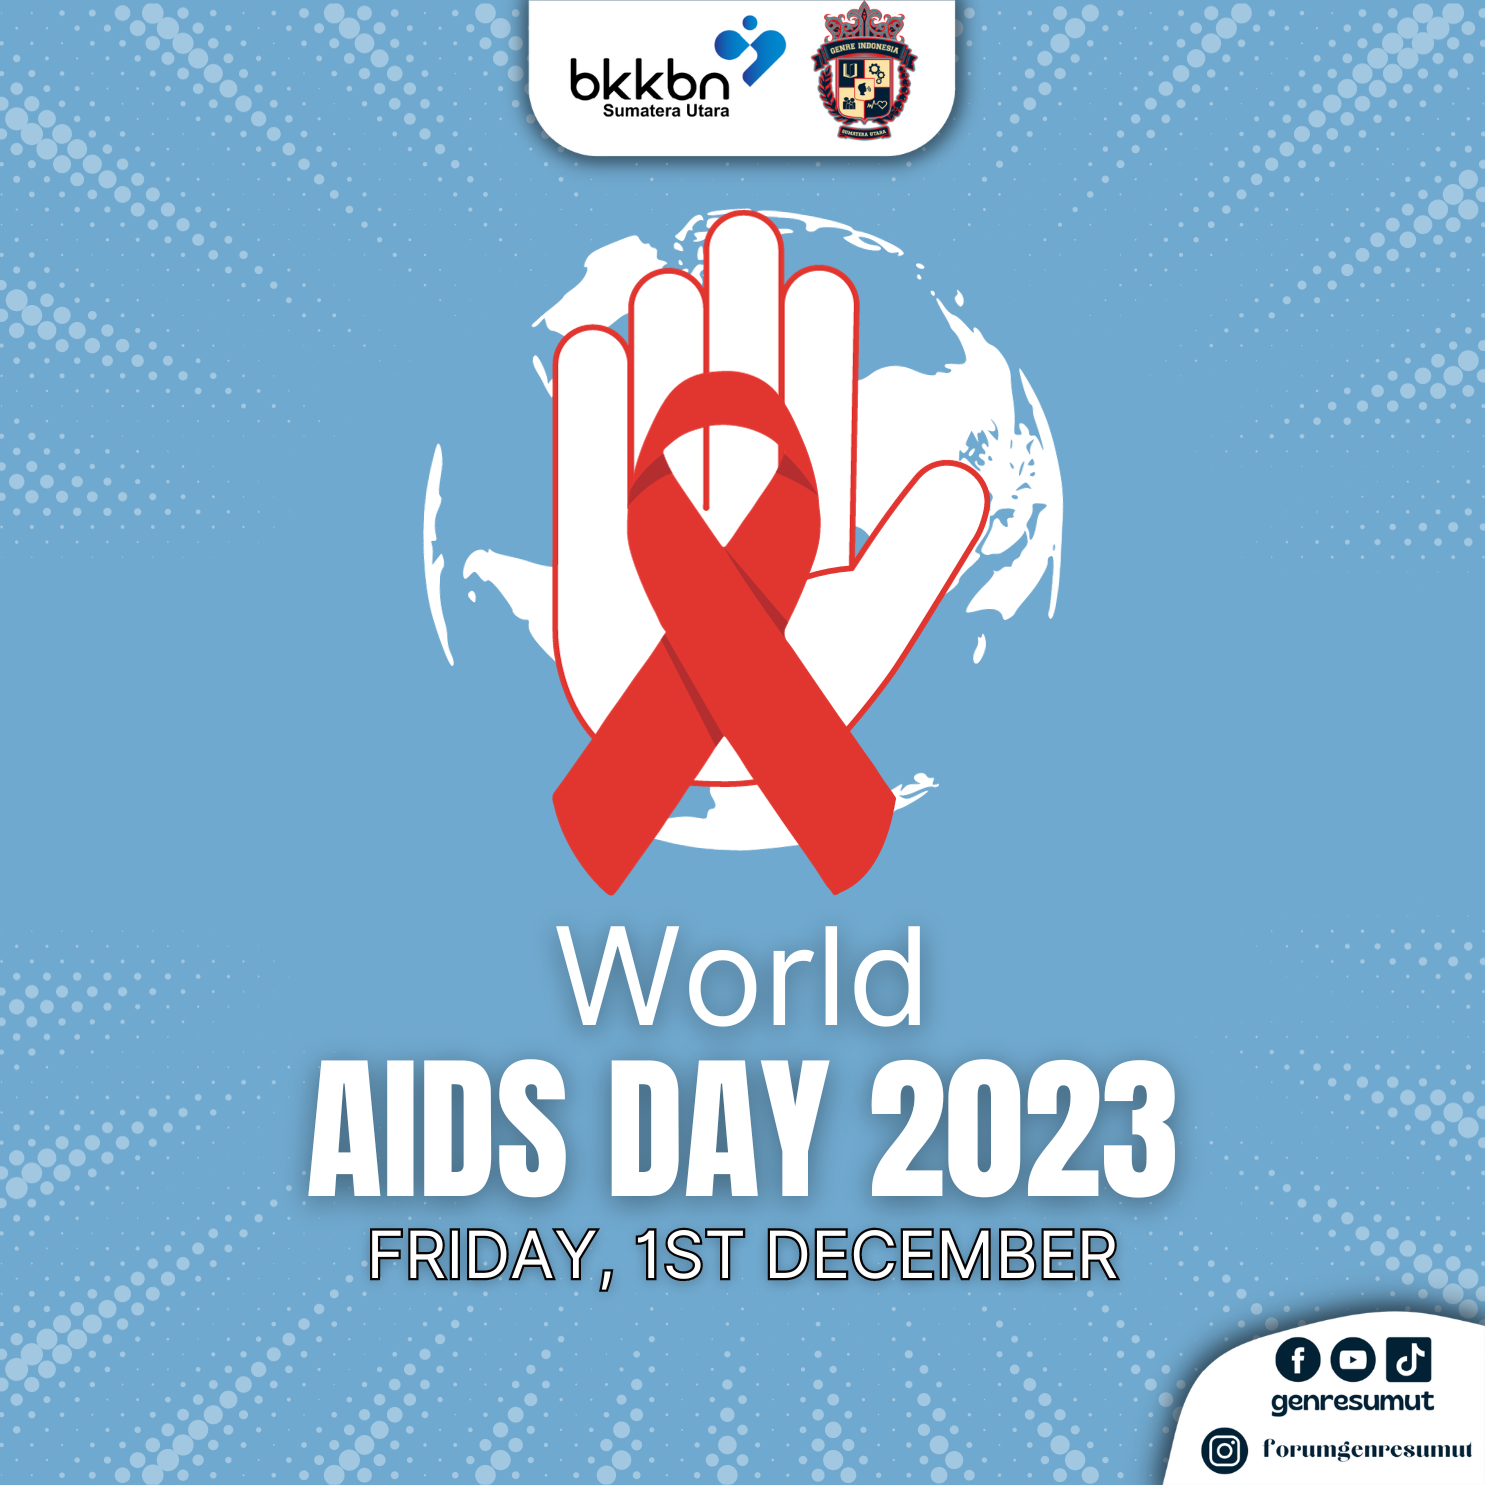 bkkbn
Sumatera Utara
GENRE INDONESIA
SUMATERA UTARA
World
AIDS DAY 2023
FRIDAY, 1ST DECEMBER
genresumut
forumgenresumut